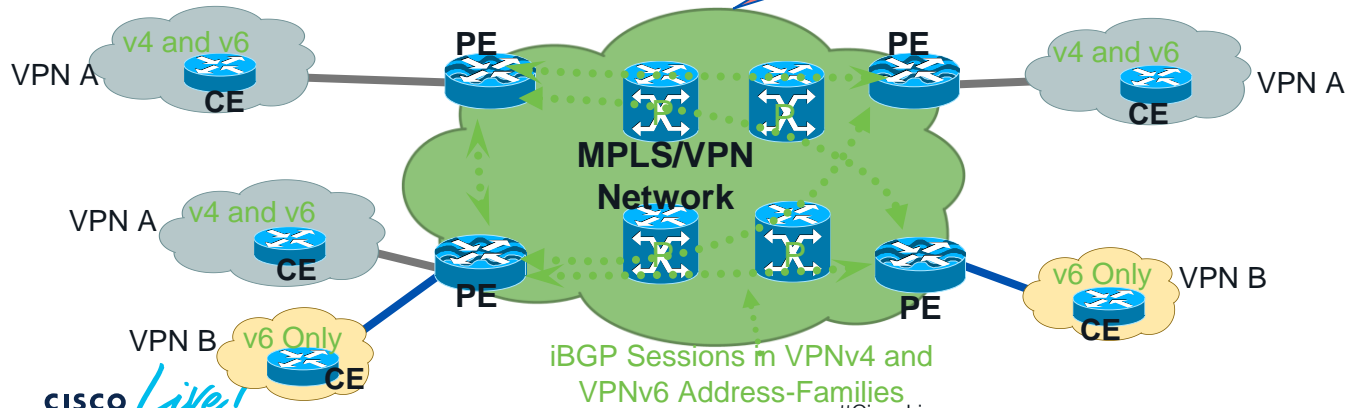 v4 and v6
VPN A
CE
PE
PE
v4 and v6
CE
VPN A
P
P
MPLS/VPN
Network
VPN A
v4 and v6
CE
PE
P
P
PE
v6 Only
CE
VPN B
VPN B
v6 Only
CE
iBGP Sessions in VPNv4 and
VPNv6 Address-Families
CISCO Live!